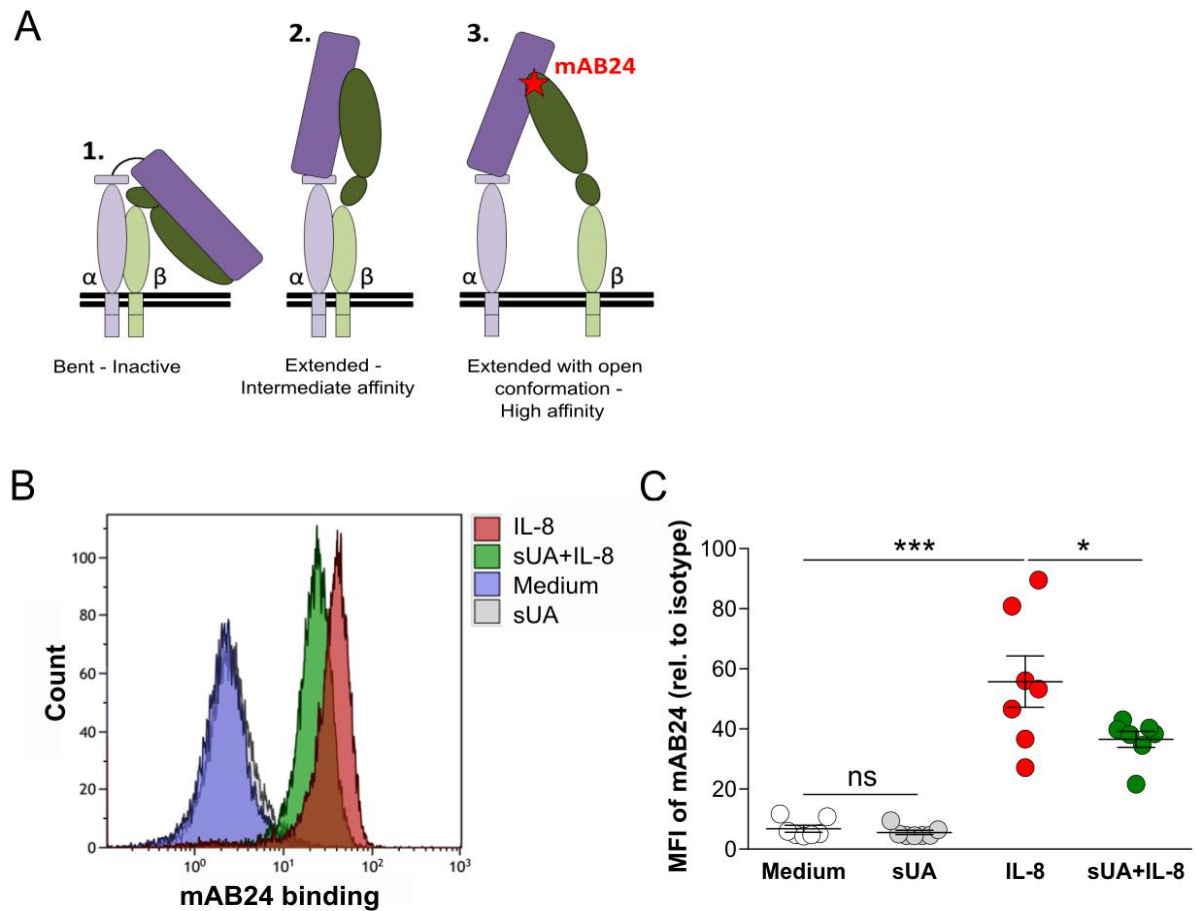 A
1.
2.
3.
mAB24
α
β
α
β
α
β
Bent - Inactive
Extended -
Intermediate affinity
Extended with open
conformation -
High affinity
B
Count
100
80
60
40
20
0
10⁰
10¹
10²
10³
mAB24 binding
IL-8
sUA+IL-8
Medium
sUA
C
MFI of mAB24 (rel. to isotype)
100
80
60
40
20
0
***
*
ns
Medium
sUA
IL-8
sUA+IL-8